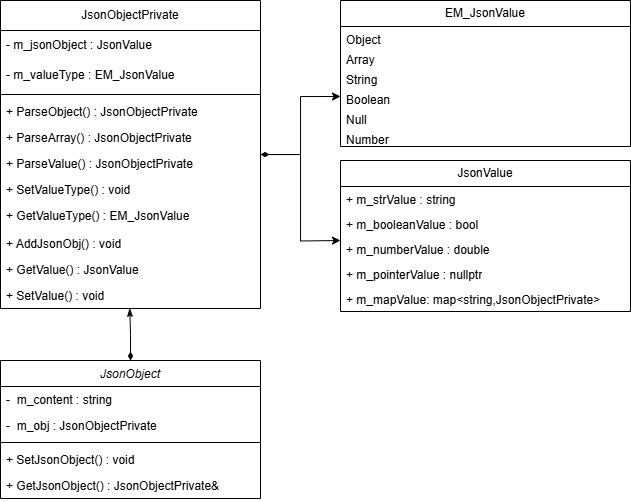 JsonObjectPrivate
- m_jsonObject : JsonValue
- m_valueType : EM_JsonValue
+ ParseObject() : JsonObjectPrivate
+ ParseArray() : JsonObjectPrivate
+ ParseValue() : JsonObjectPrivate
+ SetValueType() : void
+ GetValueType() : EM_JsonValue
+ AddJsonObj() : void
+ GetValue() : JsonValue
+ SetValue() : void
EM_JsonValue
Object
Array
String
Boolean
Null
Number
JsonValue
+ m_strValue : string
+ m_booleanValue : bool
+ m_numberValue : double
+ m_pointerValue : nullptr
+ m_mapValue: map<string,JsonObjectPrivate>
JsonObject
- m_content : string
- m_obj : JsonObjectPrivate
+ SetJsonObject() : void
+ GetJsonObject() : JsonObjectPrivate&